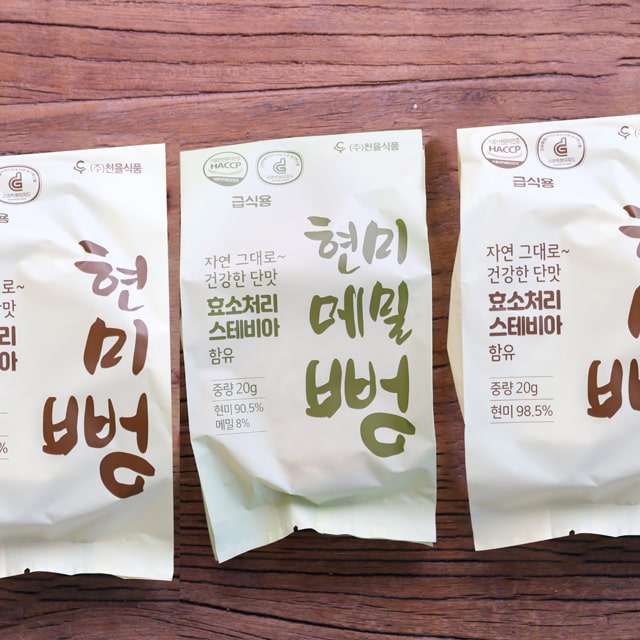 (주)천율식품
현
미
뻥
로~
맛
리
아
%
HACCP
(주)천율식품
급식용
자연 그대로~
건강한 단맛
효소처리
스테비아
함유
중량 20g
현미 90.5%
메밀 8%
현미
메밀
뻥
HACCP
급식용
자연 그대로~
건강한 단맛
효소처리
스테비아
함유
중량 20g
현미 98.5%